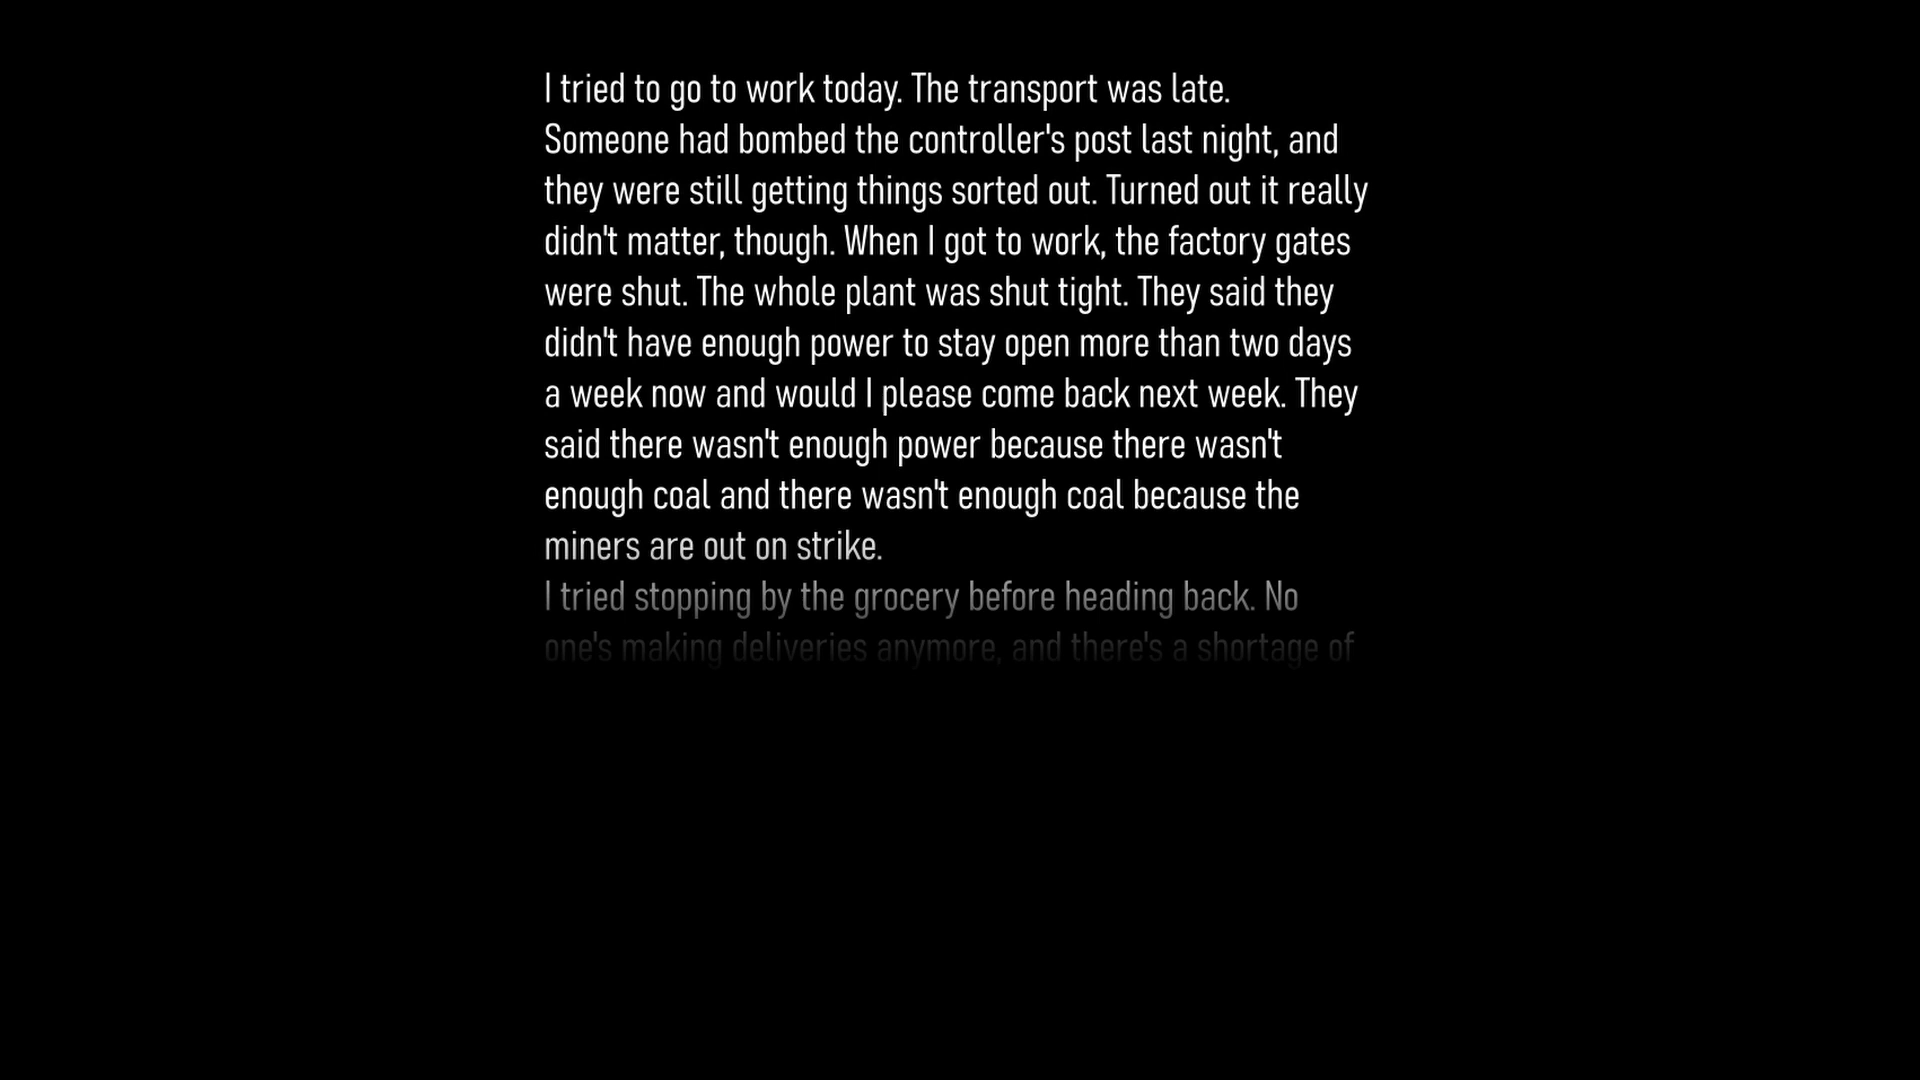 I tried to go to work today. The transport was late.
Someone had bombed the controller's post last night, and
they were still getting things sorted out. Turned out it really
didn't matter, though. When I got to work, the factory gates
were shut. The whole plant was shut tight. They said they
didn't have enough power to stay open more than two days
a week now and would I please come back next week. They
said there wasn't enough power because there wasn't
enough coal and there wasn't enough coal because the
miners are out on strike.
I tried stopping by the grocery before heading back. No
one's making deliveries anymore, and there's a shortage of